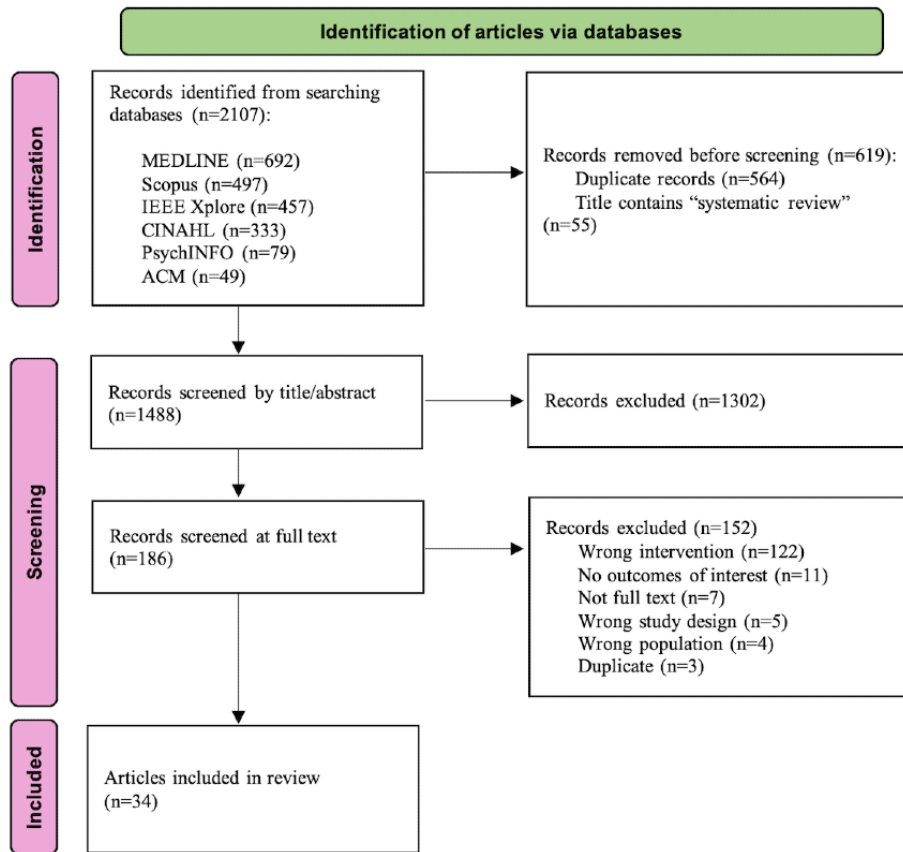 Identification of articles via databases
Identification
Records identified from searching
databases (n=2107):
MEDLINE (n=692)
Scopus (n=497)
IEEE Xplore (n=457)
CINAHL (n=333)
PsychINFO (n=79)
ACM (n=49)
Records removed before screening (n=619):
Duplicate records (n=564)
Title contains “systematic review”
(n=55)
Screening
Records screened by title/abstract
(n=1488)
Records excluded (n=1302)
Records screened at full text
(n=186)
Records excluded (n=152)
Wrong intervention (n=122)
No outcomes of interest (n=11)
Not full text (n=7)
Wrong study design (n=5)
Wrong population (n=4)
Duplicate (n=3)
Included
Articles included in review
(n=34)